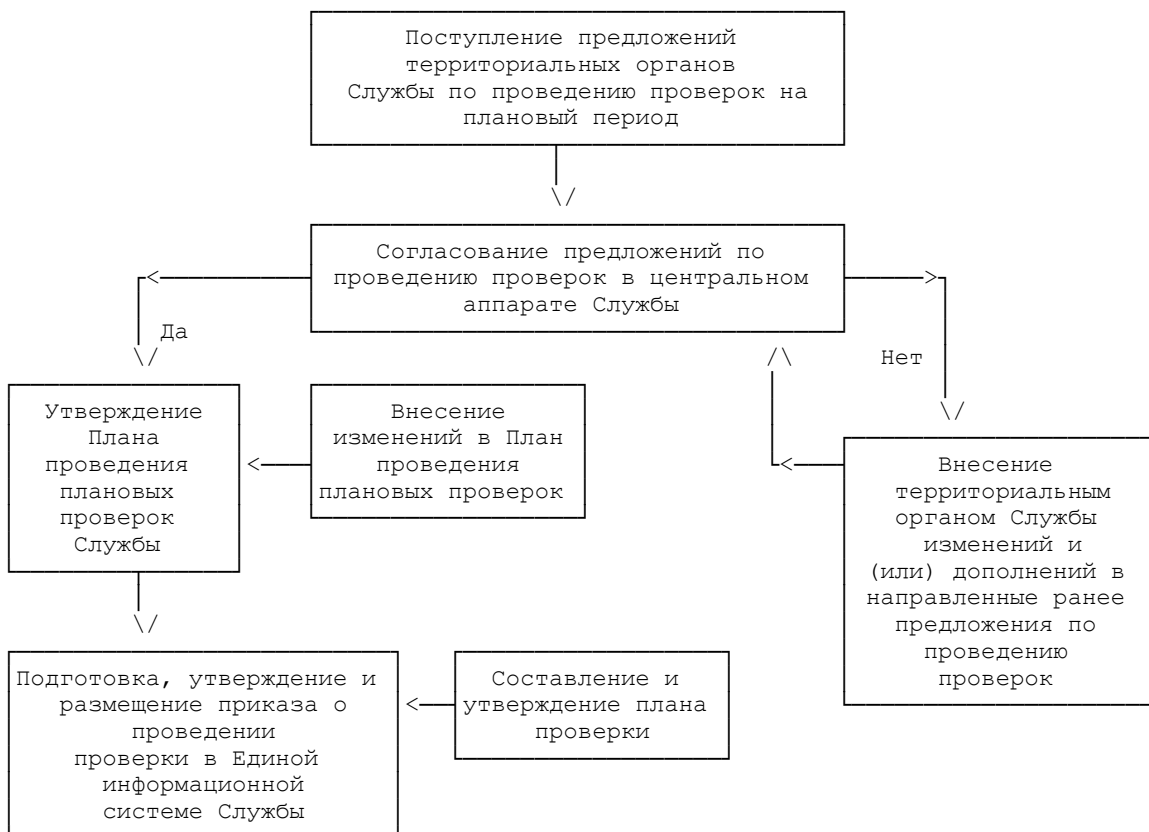 Поступление предложений
территориальных органов
Службы по проведению проверок на
плановый период
Согласование предложений по
проведению проверок в центральном
аппарате Службы
Да
Нет
Утверждение
Плана
проведения
плановых
проверок
Службы
Внесение
изменений в План
проведения
плановых проверок
Внесение
территориальным
органом Службы
изменений и
(или) дополнений в
направленные ранее
предложения по
проведению
проверок
Подготовка, утверждение и
размещение приказа о
проведении
проверки в Единой
информационной
системе Службы
Составление и
утверждение плана
проверки